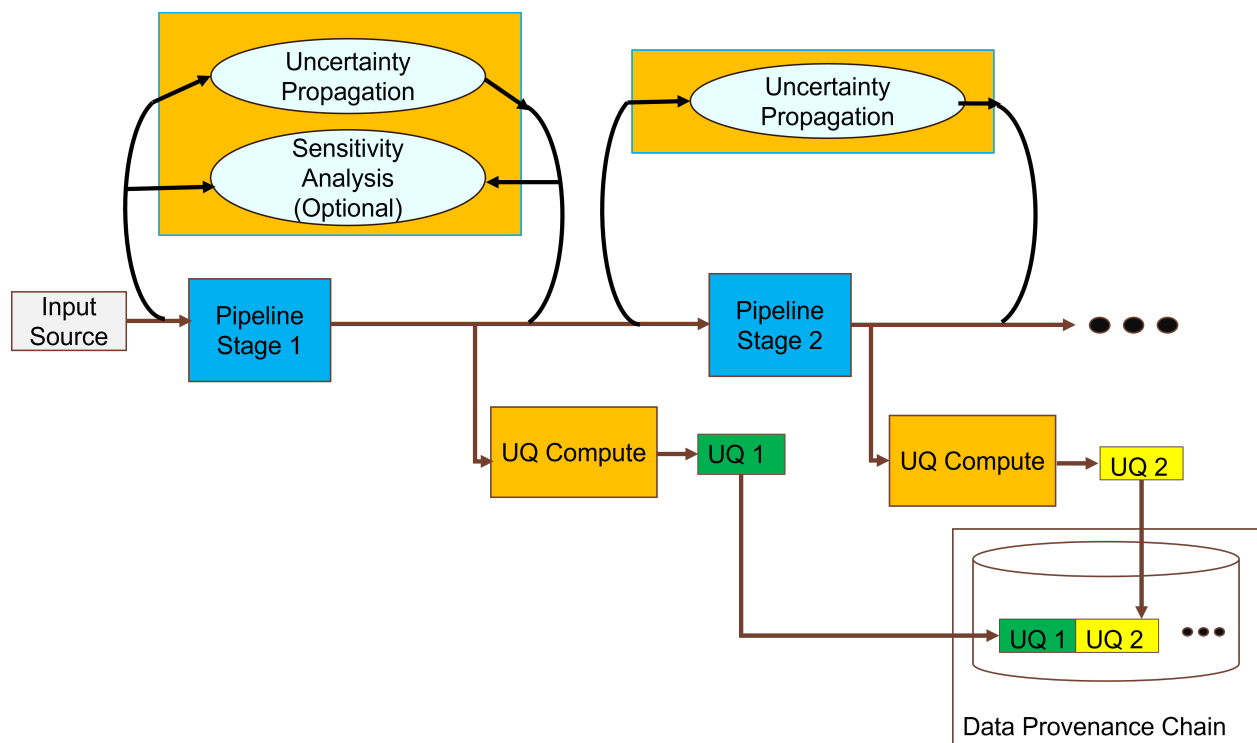 Uncertainty
Propagation
Sensitivity
Analysis
(Optional)
Uncertainty
Propagation
Input
Source
Pipeline
Stage 1
Pipeline
Stage 2
UQ Compute
UQ 1
UQ Compute
UQ 2
UQ 1
UQ 2
Data Provenance Chain